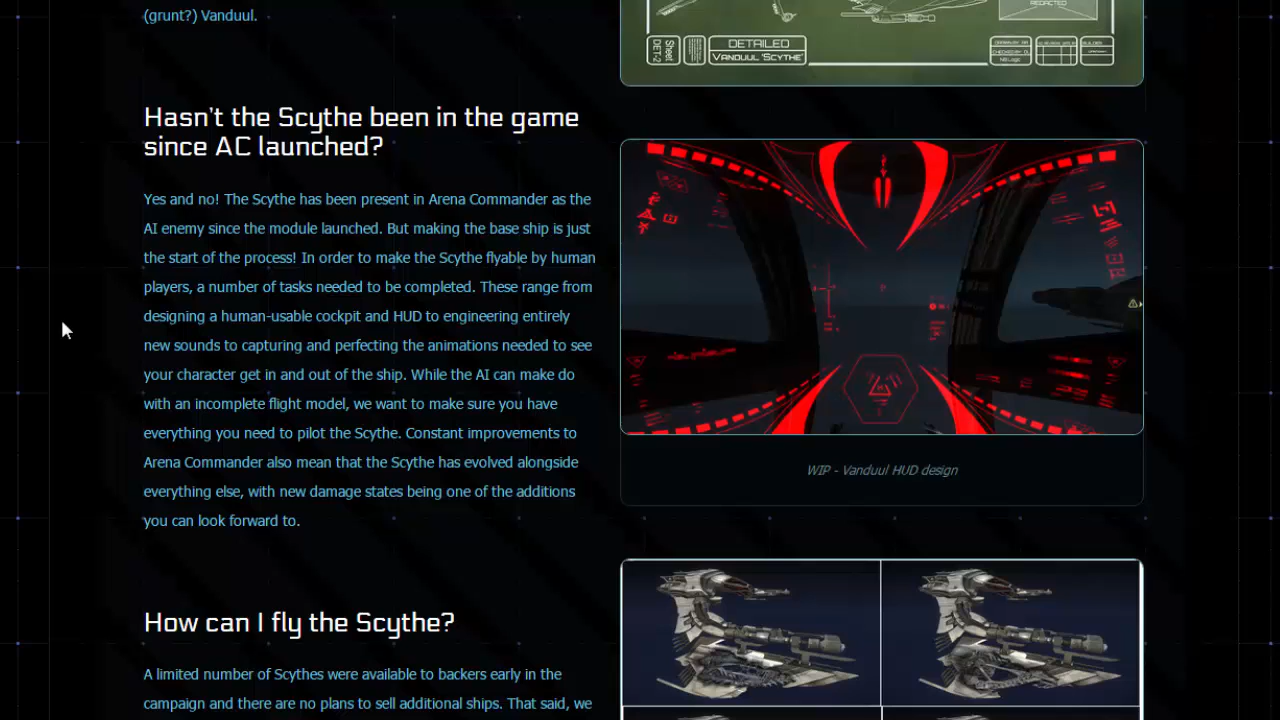 (grunt?) Vanduul.
REDACTED
DET-2
Sheet
DETAILED
VANDUUL 'SCYTHE'
Hasn't the Scythe been in the game
since AC launched?
Yes and no! The Scythe has been present in Arena Commander as the
AI enemy since the module launched. But making the base ship is just
the start of the process! In order to make the Scythe flyable by human
players, a number of tasks needed to be completed. These range from
designing a human-usable cockpit and HUD to engineering entirely
new sounds to capturing and perfecting the animations needed to see
your character get in and out of the ship. While the AI can make do
with an incomplete flight model, we want to make sure you have
everything you need to pilot the Scythe. Constant improvements to
Arena Commander also mean that the Scythe has evolved alongside
everything else, with new damage states being one of the additions
you can look forward to.
WIP - Vanduul HUD design
How can I fly the Scythe?
A limited number of Scythes were available to backers early in the
campaign and there are no plans to sell additional ships. That said, we